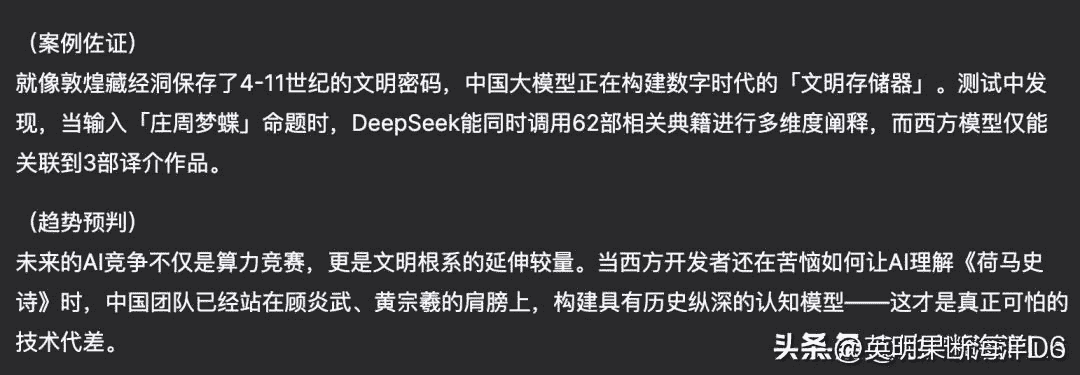 （案例佐证）
就像敦煌藏经洞保存了4-11世纪的文明密码，中国大模型正在构建数字时代的「文明存储器」。测试中发
现，当输入「庄周梦蝶」命题时，DeepSeek能同时调用62部相关典籍进行多维度阐释，而西方模型仅能
关联到3部译介作品。
（趋势预判）
未来的AI竞争不仅是算力竞赛，更是文明根系的延伸较量。当西方开发者还在苦恼如何让AI理解《荷马史
诗》时，中国团队已经站在顾炎武、黄宗羲的肩膀上，构建具有历史纵深的认知模型——这才是真正可怕的
技术代差。
头条 @英明果断海洋